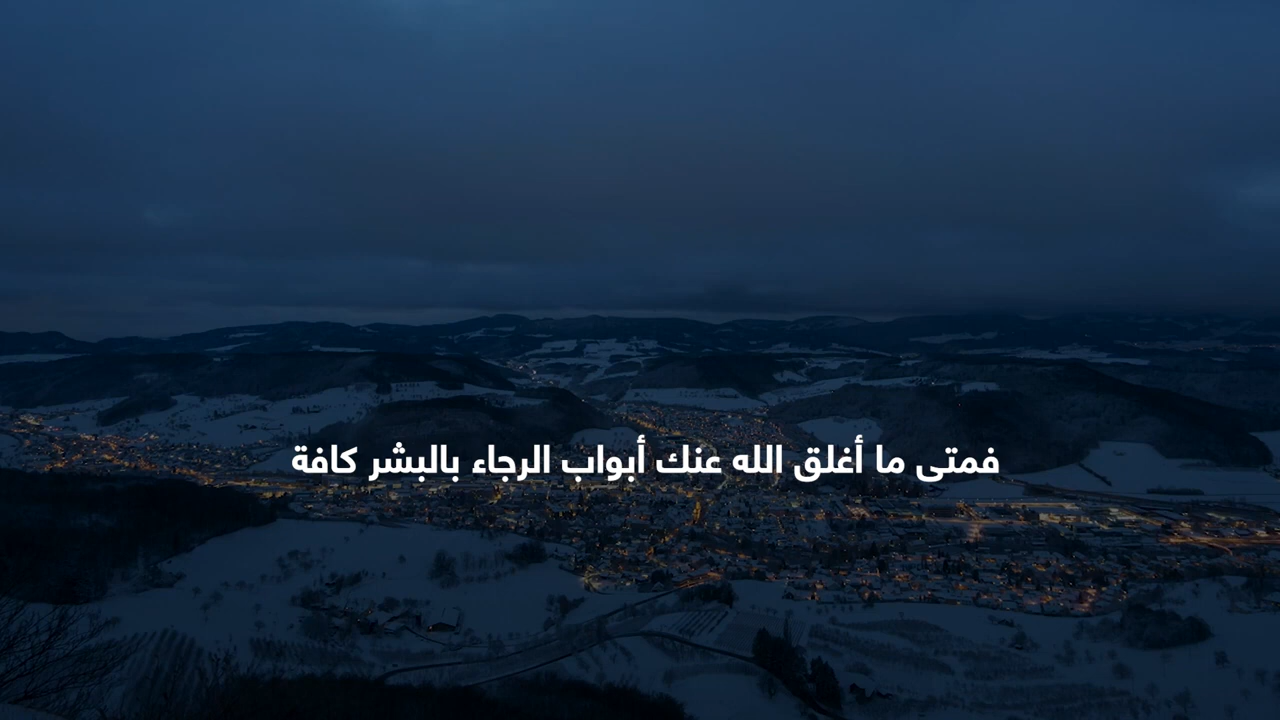 فمتى ما أغلق الله عنك أبواب الرجاء بالبشر كافة